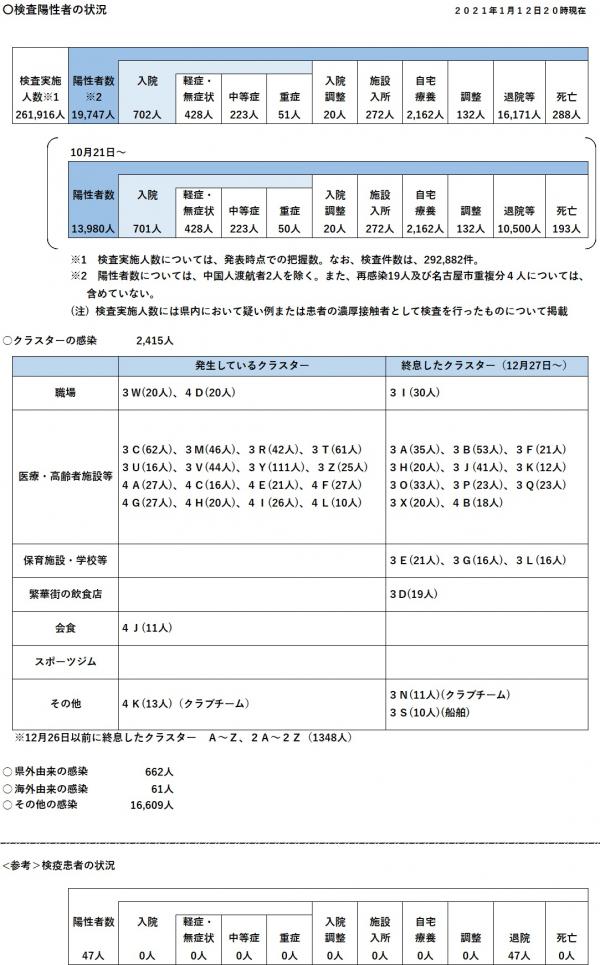 〇検査陽性者の状況　２０２１年１月１２日２０時現在
検査実施人数※1　陽性者数※2　入院　軽症・無症状　中等症　重症　入院調整　施設入所　自宅療養　調整　退院等　死亡
261,916人　19,747人　702人　428人　223人　51人　20人　272人　2,162人　132人　16,171人　288人
10月21日～
陽性者数　入院　軽症・無症状　中等症　重症　入院調整　施設入所　自宅療養　調整　退院等　死亡
13,980人　701人　428人　223人　50人　20人　272人　2,162人　132人　10,500人　193人
※1　検査実施人数については、発表時点での把握数。なお、検査件数は、292,882件。
※2　陽性者数については、中国人渡航者2人を除く。また、再感染19人及び名古屋市重複分４人については、
含めていない。
（注）検査実施人数には県内において疑い例または患者の濃厚接触者として検査を行ったものについて掲載
〇クラスターの感染　2,415人
発生しているクラスター　終息したクラスター（12月27日～）
職場　３Ｗ(20人)、４Ｄ(20人)　３Ｉ(30人)
医療・高齢者施設等
３Ｃ(62人)、３Ｍ(46人)、３Ｒ(42人)、３Ｔ(61人)　３Ａ(35人)、３Ｂ(53人)、３Ｆ(21人)
３Ｕ(16人)、３Ｖ(44人)、３Ｙ(111人)、３Ｚ(25人)　３Ｈ(20人)、３Ｊ(41人)、３Ｋ(12人)
４Ａ(27人)、４Ｃ(16人)、４Ｅ(21人)、４Ｆ(27人)　３Ｏ(33人)、３Ｐ(23人)、３Ｑ(23人)
４Ｇ(27人)、４Ｈ(20人)、４Ｉ(26人)、４Ｌ(10人)　３Ｘ(20人)、４Ｂ(18人)
保育施設・学校等　３Ｅ(21人)、３Ｇ(16人)、３Ｌ(16人)
繁華街の飲食店　３Ｄ(19人)
会食　４Ｊ(11人)
スポーツジム
その他　４Ｋ(13人)（クラブチーム）　３Ｎ(11人)(クラブチーム)
３Ｓ(10人)(船舶)
※12月26日以前に終息したクラスター　Ａ～Ｚ、２Ａ～２Ｚ（1348人）
〇県外由来の感染　662人
〇海外由来の感染　61人
〇その他の感染　16,609人
<参考>検疫患者の状況
陽性者数　入院　軽症・無症状　中等症　重症　入院調整　施設入所　自宅療養　調整　退院　死亡
47人　0人　0人　0人　0人　0人　0人　0人　0人　47人　0人